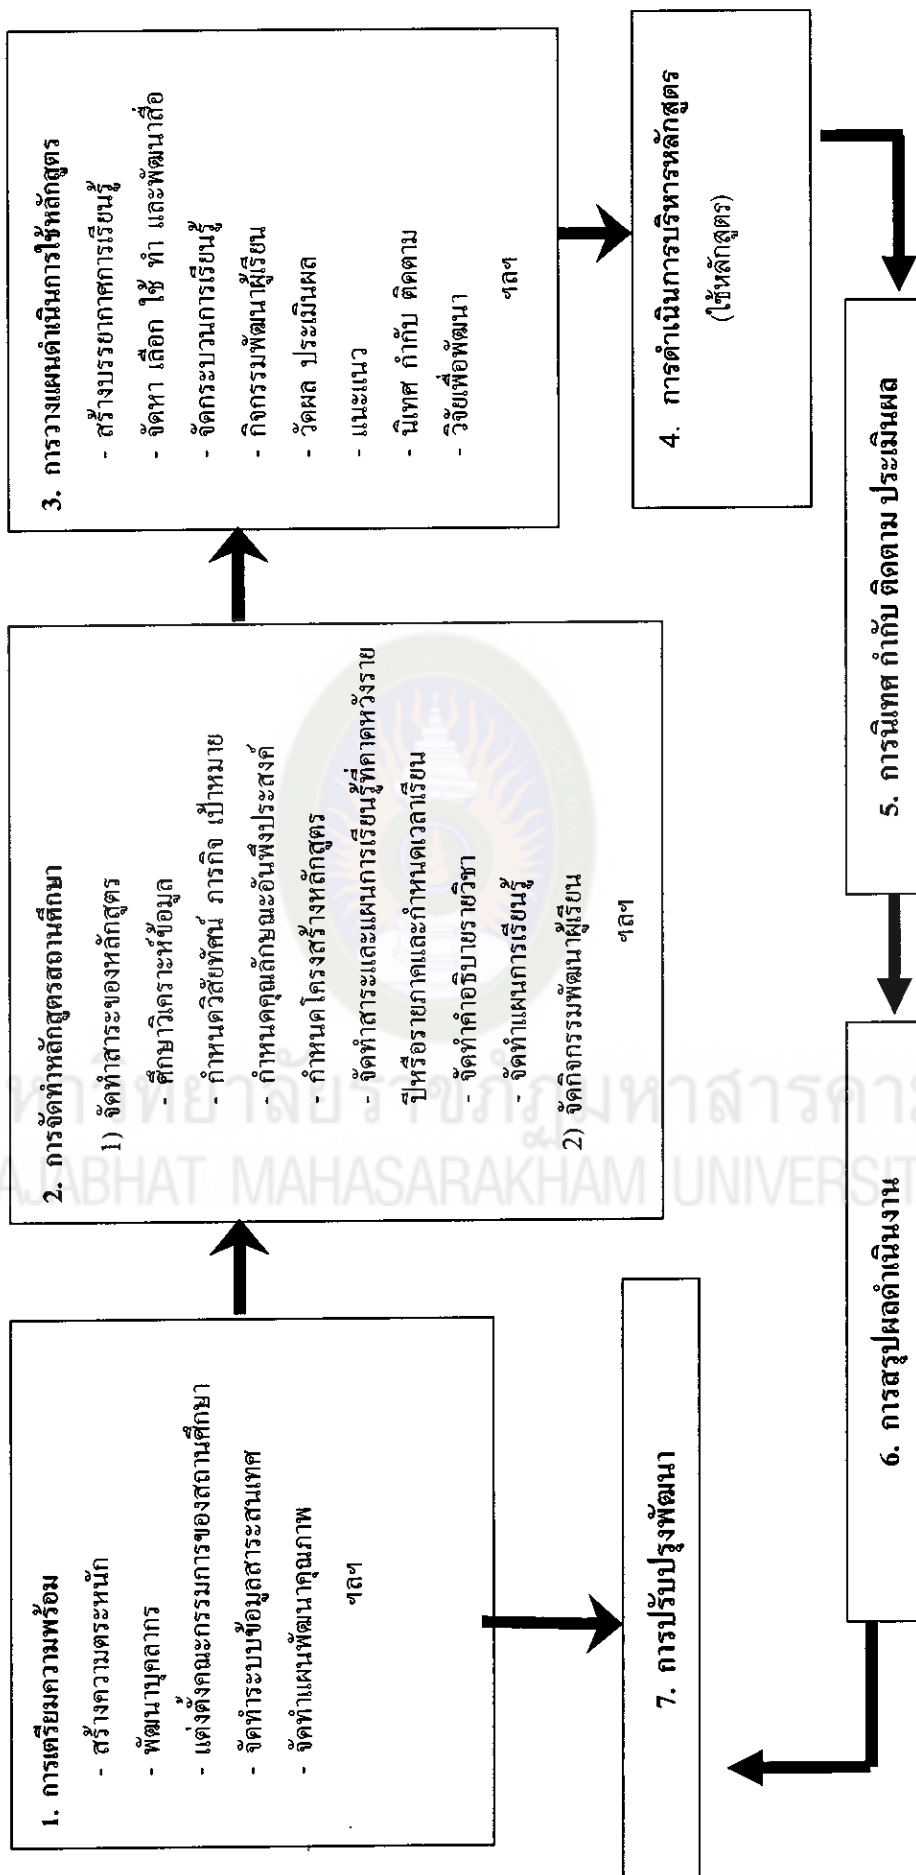 1. การเตรียมความพร้อม
- สร้างความตระหนัก
- พัฒนาบุคลากร
- แต่งตั้งคณะกรรมการของสถานศึกษา
- จัดทำระบบข้อมูลสาระสนเทศ
- จัดทำแผนพัฒนาคุณภาพ
ฯลฯ
2. การจัดทำหลักสูตรสถานศึกษา
1) จัดทำสาระของหลักสูตร
- ศึกษาวิเคราะห์ข้อมูล
- กำหนดวิสัยทัศน์ ภารกิจ เป้าหมาย
- กำหนดคุณลักษณะอันพึงประสงค์
- กำหนดโครงสร้างหลักสูตร
- จัดทำสาระและแผนการเรียนรู้ที่คาดหวังราย
ปีหรือรายภาคและกำหนดเวลาเรียน
- จัดทำคำอธิบายรายวิชา
- จัดทำแผนการเรียนรู้
2) จัดกิจกรรมพัฒนาผู้เรียน
ฯลฯ
3. การวางแผนดำเนินการใช้หลักสูตร
- สร้างบรรยากาศการเรียนรู้
- จัดหา เลือก ใช้ ทำ และพัฒนาสื่อ
- จัดกระบวนการเรียนรู้
- กิจกรรมพัฒนาผู้เรียน
- วัดผล ประเมินผล
- แนะแนว
- นิเทศ กำกับ ติดตาม
- วิจัยเพื่อพัฒนา
ฯลฯ
4. การดำเนินการบริหารหลักสูตร
(ใช้หลักสูตร)
5. การนิเทศ กำกับ ติดตาม ประเมินผล
6. การสรุปผลดำเนินงาน
7. การปรับปรุงพัฒนา
มหาวิทยาลัยราชภัฏมหาสารคาม
RAJABHAT MAHASARAKHAM UNIVERSITY